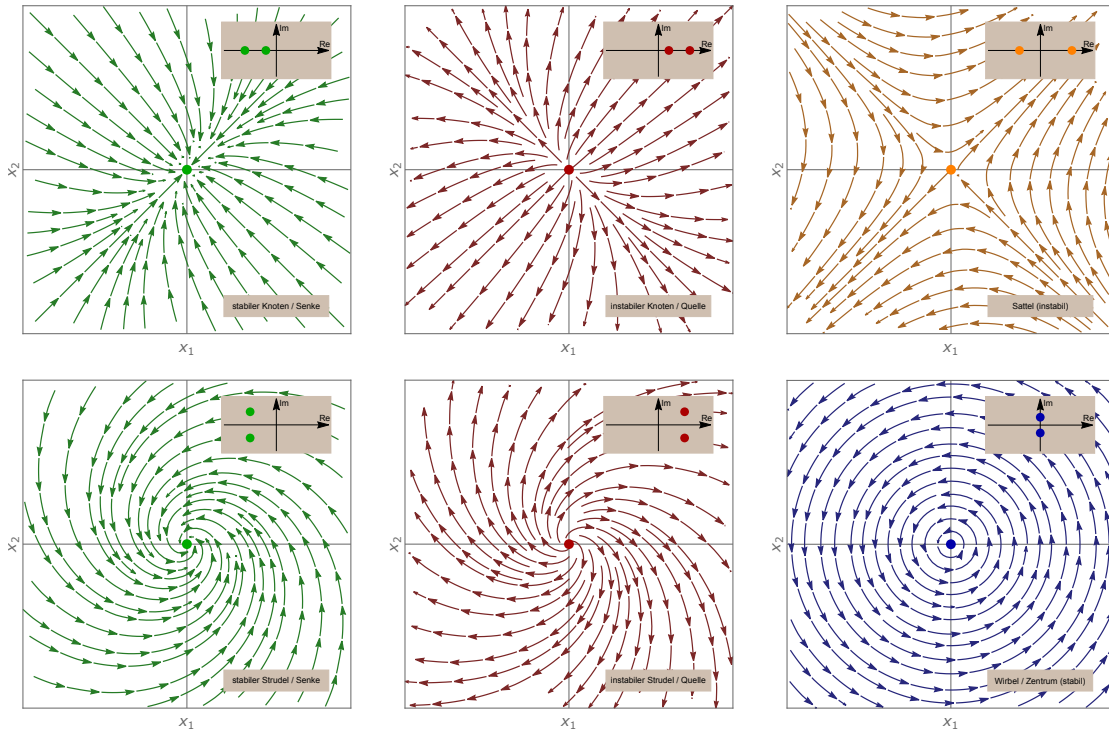 Im
Re
x₂
stabiler Knoten / Senke
x₁
Im
Re
x₂
instabiler Knoten / Quelle
x₁
Im
Re
x₂
Sattel (instabil)
x₁
Im
Re
x₂
stabiler Strudel / Senke
x₁
Im
Re
x₂
instabiler Strudel / Quelle
x₁
Im
Re
x₂
Wirbel / Zentrum (stabil)
x₁